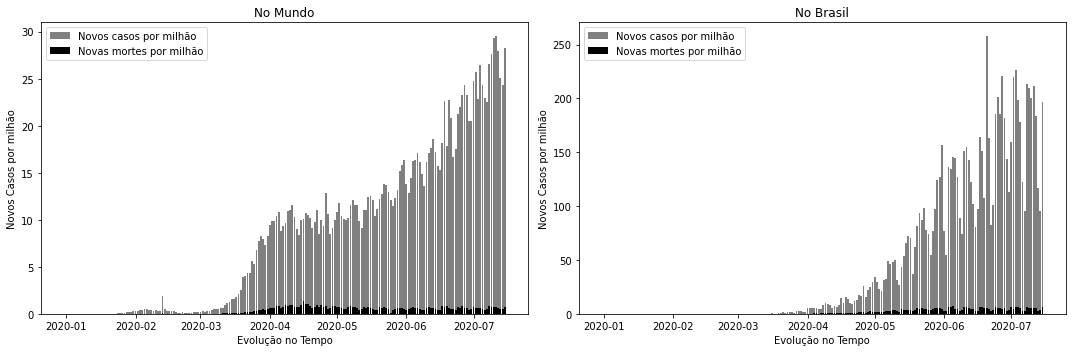 No Mundo
Novos casos por milhão
Novas mortes por milhão
Novos Casos por milhão
30
25
20
15
10
5
0
2020-01 2020-02 2020-03 2020-04 2020-05 2020-06 2020-07
Evolução no Tempo
No Brasil
Novos casos por milhão
Novas mortes por milhão
Novos Casos por milhão
250
200
150
100
50
0
2020-01 2020-02 2020-03 2020-04 2020-05 2020-06 2020-07
Evolução no Tempo